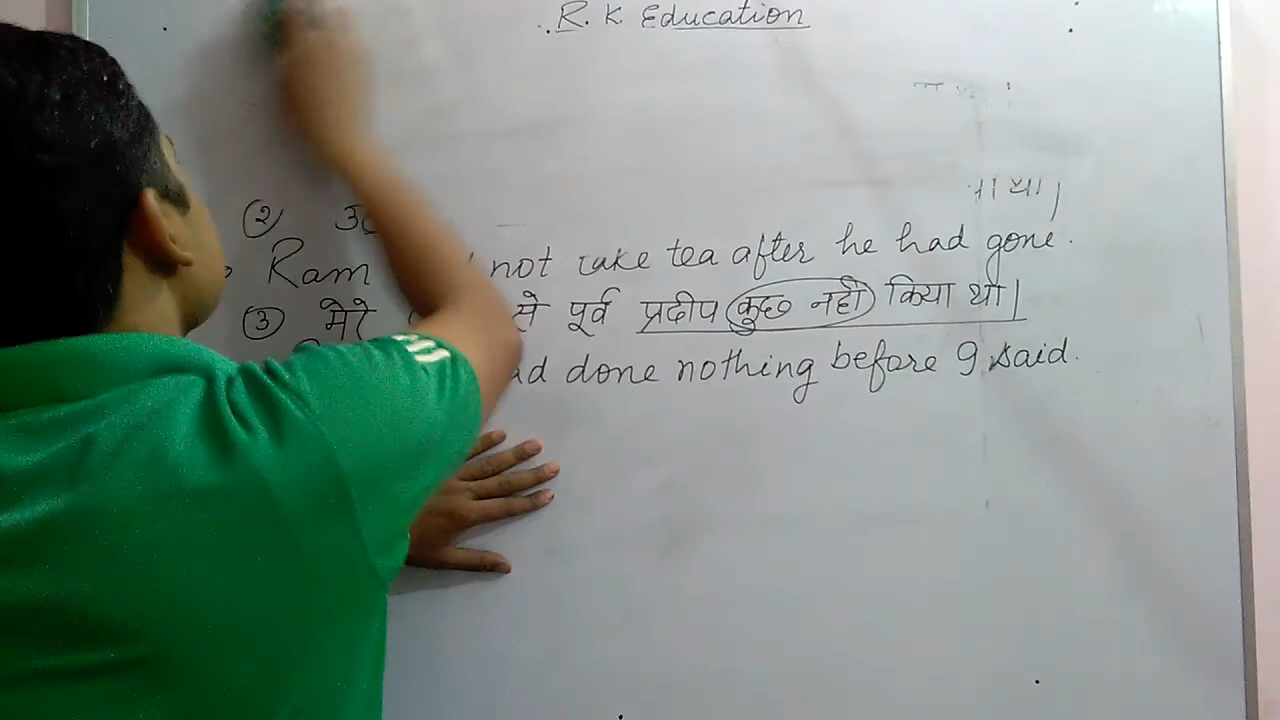 R. K. Education
②
था।
Ram not take tea after he had gone.
③ मेरे से पूर्व प्रदीप कुछ नहीं किया था।
done nothing before I said.